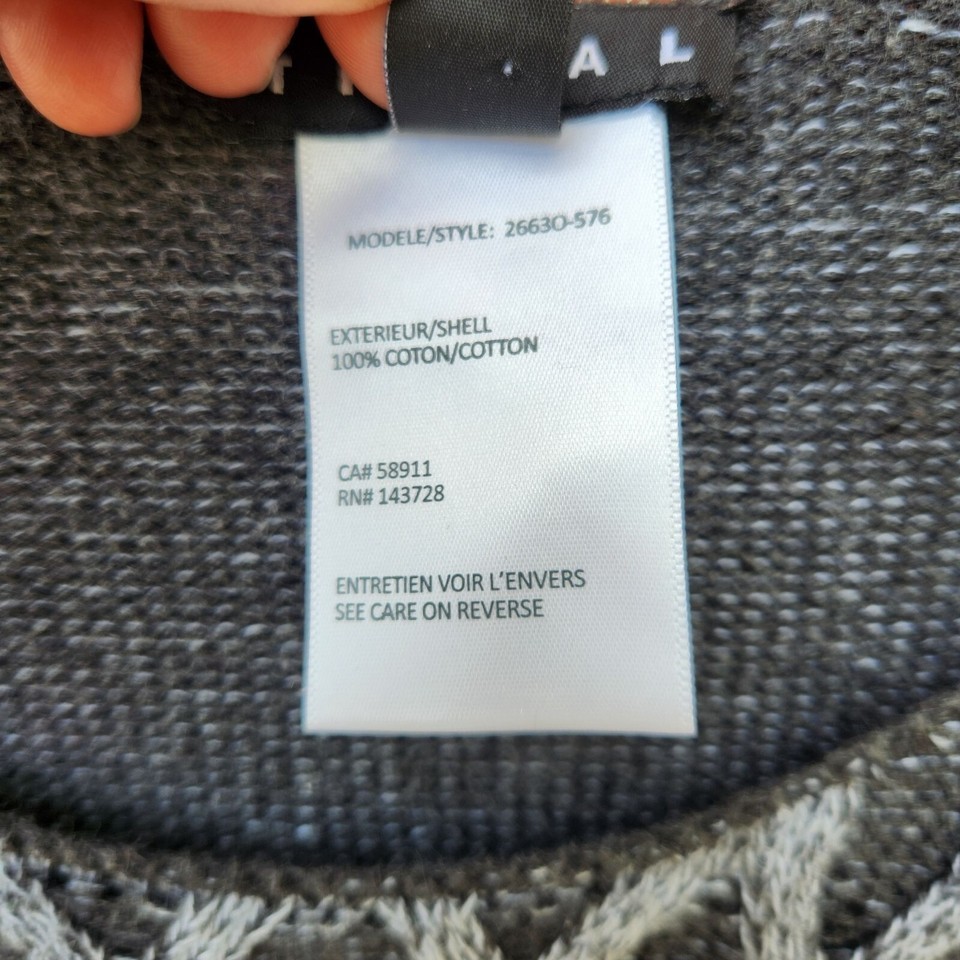 A L
MODELE/STYLE: 2663O-576
EXTERIEUR/SHELL
100% COTON/COTTON
CA# 58911
RN# 143728
ENTRETIEN VOIR L'ENVERS
SEE CARE ON REVERSE